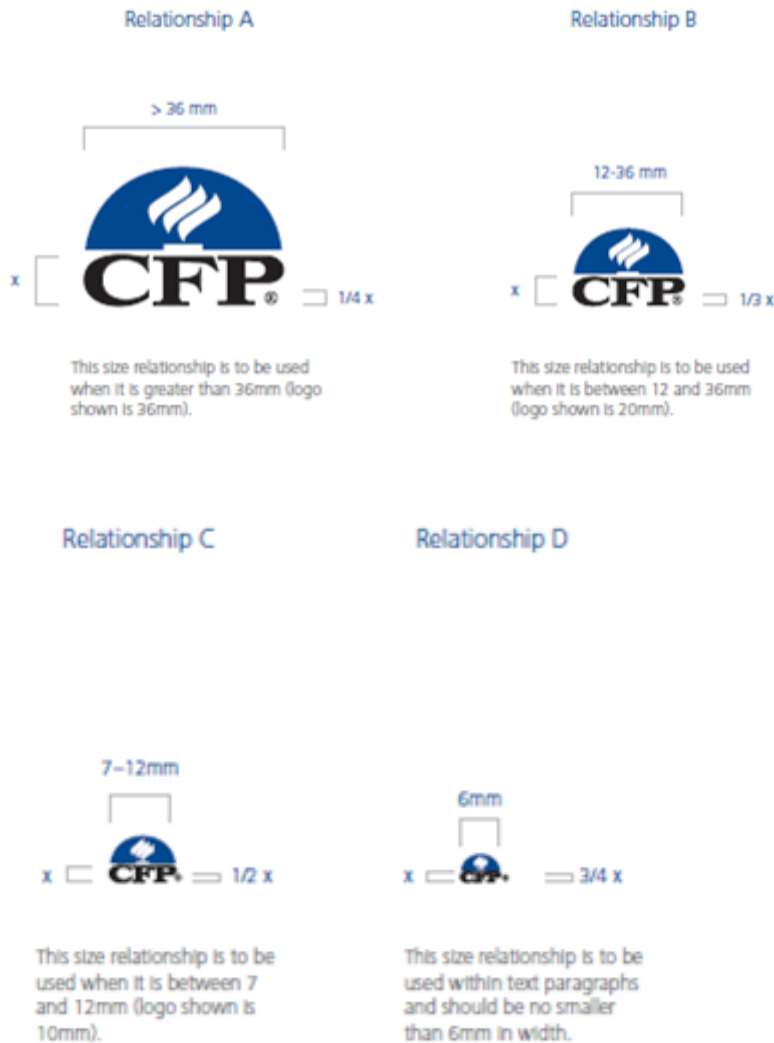 Relationship A
> 36 mm
CFP®
x
1/4 x
This size relationship is to be used
when it is greater than 36mm (logo
shown is 36mm).
Relationship B
12-36 mm
CFP®
x
1/3 x
This size relationship is to be used
when it is between 12 and 36mm
(logo shown is 20mm).
Relationship C
7–12mm
CFP®
x
1/2 x
This size relationship is to be
used when it is between 7
and 12mm (logo shown is
10mm).
Relationship D
6mm
CFP®
x
3/4 x
This size relationship is to be
used within text paragraphs
and should be no smaller
than 6mm in width.